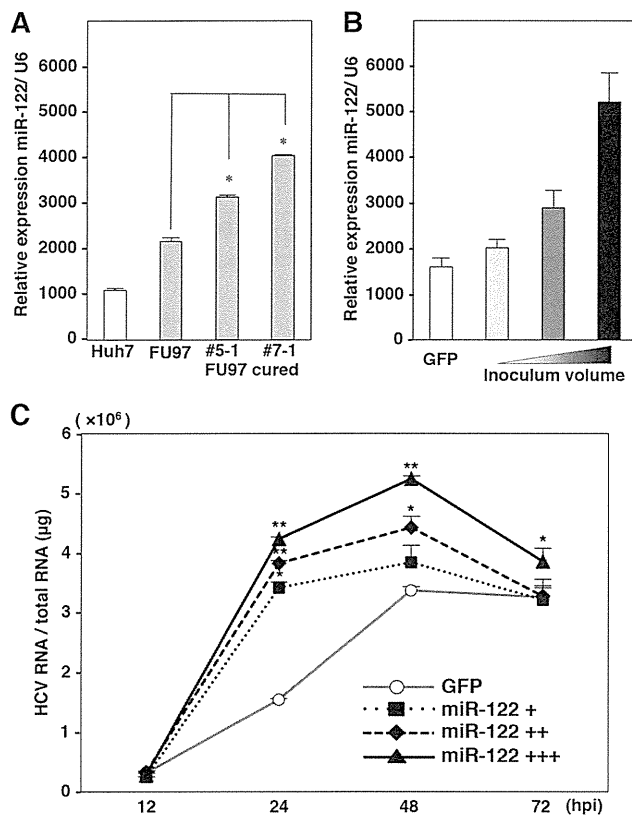 A
Relative expression miR-122/ U6
6000
5000
4000
3000
2000
1000
0
*
*
Huh7
FU97
#5-1
#7-1
FU97 cured
B
Relative expression miR-122/ U6
6000
5000
4000
3000
2000
1000
0
GFP
Inoculum volume
C
(×10⁶)
HCV RNA / total RNA (µg)
6
5
4
3
2
1
0
**
**
*
**
*
*
GFP
miR-122 +
miR-122 ++
miR-122 +++
12
24
48
72
(hpi)